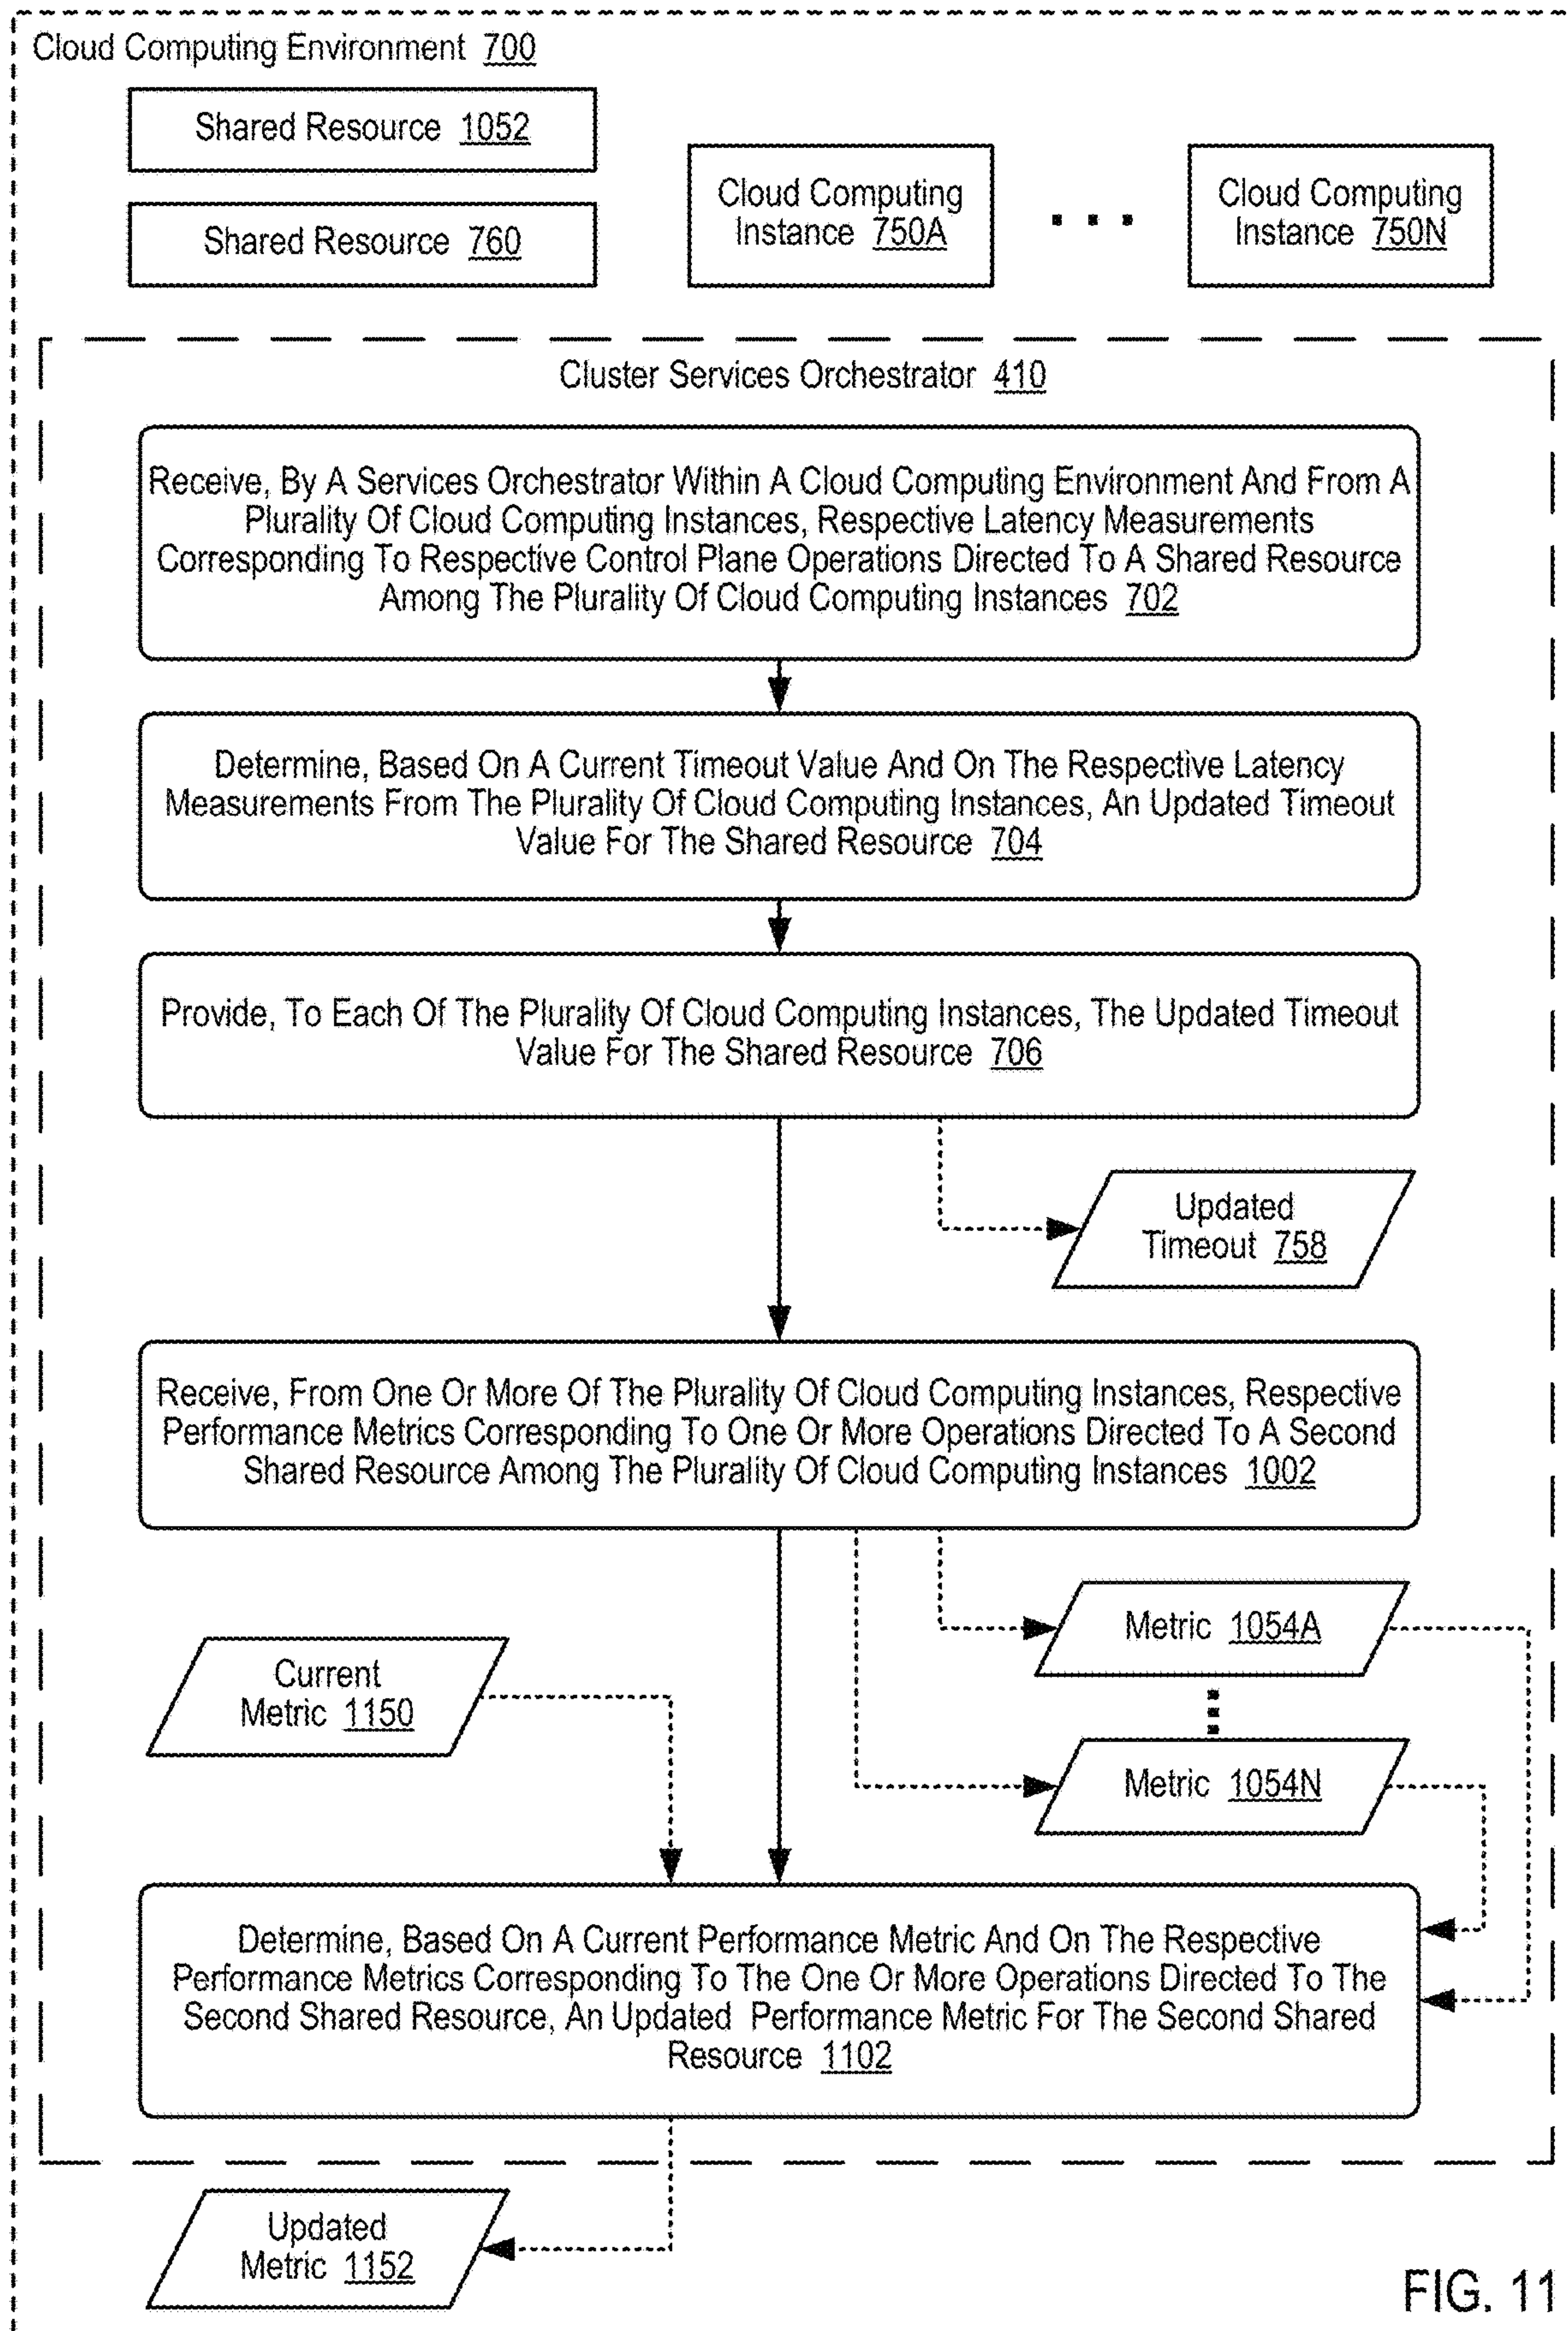 Cloud Computing Environment 700
Shared Resource 1052
Shared Resource 760
Cloud Computing
Instance 750A
Cloud Computing
Instance 750N
Cluster Services Orchestrator 410
Receive, By A Services Orchestrator Within A Cloud Computing Environment And From A
Plurality Of Cloud Computing Instances, Respective Latency Measurements
Corresponding To Respective Control Plane Operations Directed To A Shared Resource
Among The Plurality Of Cloud Computing Instances 702
Determine, Based On A Current Timeout Value And On The Respective Latency
Measurements From The Plurality Of Cloud Computing Instances, An Updated Timeout
Value For The Shared Resource 704
Provide, To Each Of The Plurality Of Cloud Computing Instances, The Updated Timeout
Value For The Shared Resource 706
Updated
Timeout 758
Receive, From One Or More Of The Plurality Of Cloud Computing Instances, Respective
Performance Metrics Corresponding To One Or More Operations Directed To A Second
Shared Resource Among The Plurality Of Cloud Computing Instances 1002
Metric 1054A
Current
Metric 1150
Metric 1054N
Determine, Based On A Current Performance Metric And On The Respective
Performance Metrics Corresponding To The One Or More Operations Directed To The
Second Shared Resource, An Updated Performance Metric For The Second Shared
Resource 1102
Updated
Metric 1152
FIG. 11